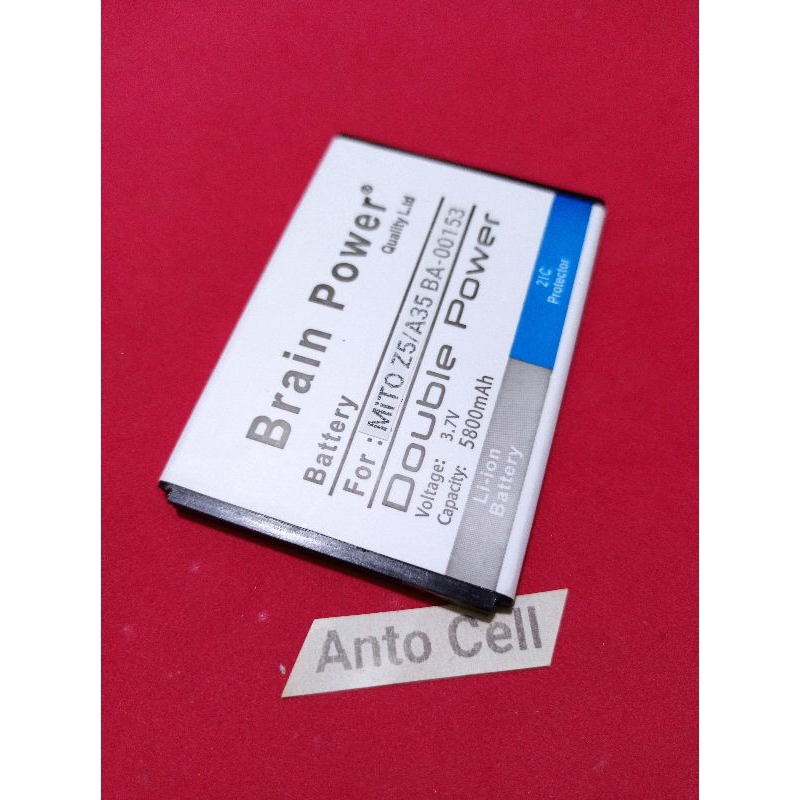 Brain Power®
Quality L.td
Battery
For : MITO Z5/A35 BA-00153
Double Power
Voltage: 3.7V
Capacity: 5800mAh
Li-ion
Battery
2IC
Protector
Anto Cell